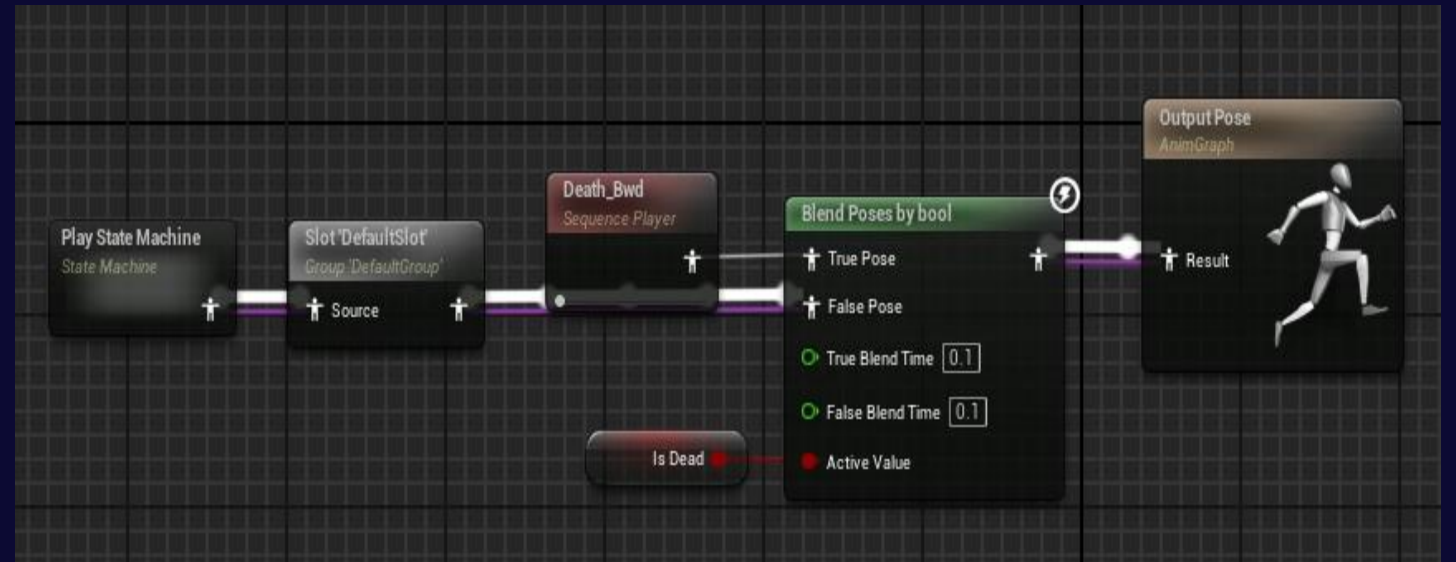 Play State Machine
State Machine
Slot 'DefaultSlot'
Group 'DefaultGroup'
Source
Death_Bwd
Sequence Player
Is Dead
Blend Poses by bool
True Pose
False Pose
True Blend Time 0.1
False Blend Time 0.1
Active Value
Output Pose
AnimGraph
Result